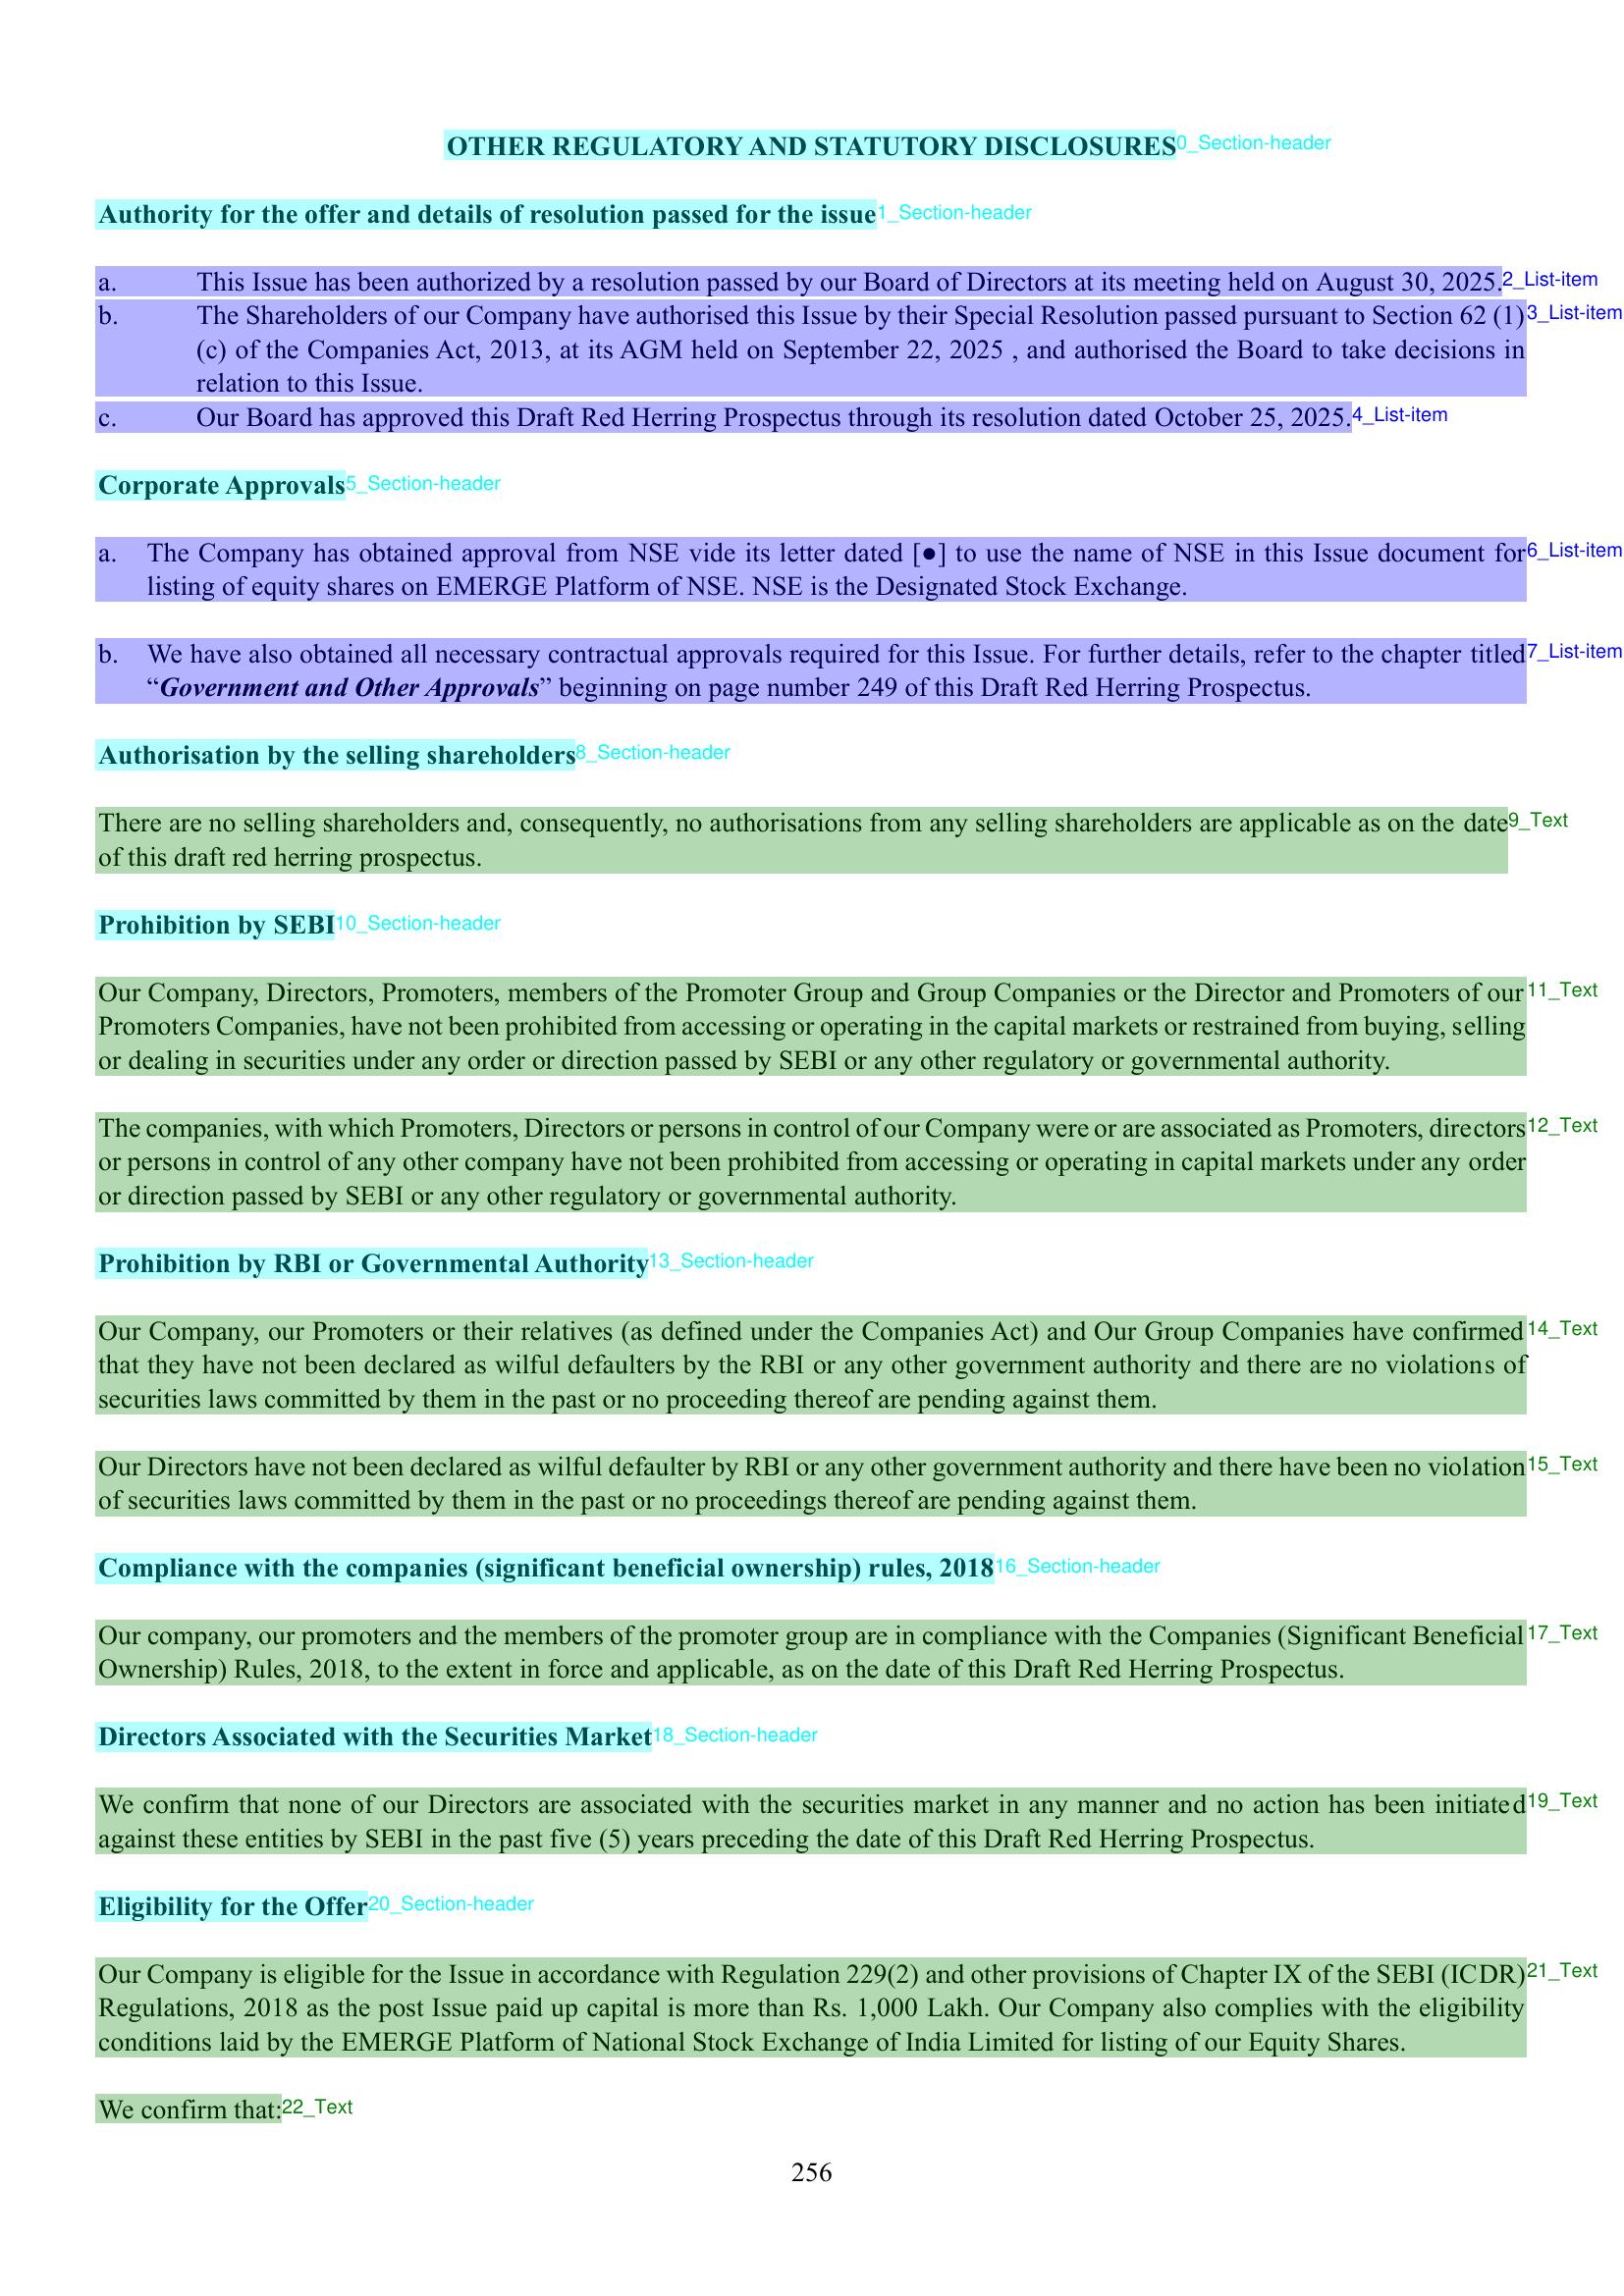 OTHER REGULATORY AND STATUTORY DISCLOSURES0_Section-header
Authority for the offer and details of resolution passed for the issue1_Section-header
a. This Issue has been authorized by a resolution passed by our Board of Directors at its meeting held on August 30, 2025.2_List-item
b. The Shareholders of our Company have authorised this Issue by their Special Resolution passed pursuant to Section 62 (1)3_List-item
(c) of the Companies Act, 2013, at its AGM held on September 22, 2025 , and authorised the Board to take decisions in
relation to this Issue.
c. Our Board has approved this Draft Red Herring Prospectus through its resolution dated October 25, 2025.4_List-item
Corporate Approvals5_Section-header
a. The Company has obtained approval from NSE vide its letter dated [●] to use the name of NSE in this Issue document for6_List-item
listing of equity shares on EMERGE Platform of NSE. NSE is the Designated Stock Exchange.
b. We have also obtained all necessary contractual approvals required for this Issue. For further details, refer to the chapter titled7_List-item
“Government and Other Approvals” beginning on page number 249 of this Draft Red Herring Prospectus.
Authorisation by the selling shareholders8_Section-header
There are no selling shareholders and, consequently, no authorisations from any selling shareholders are applicable as on the date9_Text
of this draft red herring prospectus.
Prohibition by SEBI10_Section-header
Our Company, Directors, Promoters, members of the Promoter Group and Group Companies or the Director and Promoters of our11_Text
Promoters Companies, have not been prohibited from accessing or operating in the capital markets or restrained from buying, selling
or dealing in securities under any order or direction passed by SEBI or any other regulatory or governmental authority.
The companies, with which Promoters, Directors or persons in control of our Company were or are associated as Promoters, directors12_Text
or persons in control of any other company have not been prohibited from accessing or operating in capital markets under any order
or direction passed by SEBI or any other regulatory or governmental authority.
Prohibition by RBI or Governmental Authority13_Section-header
Our Company, our Promoters or their relatives (as defined under the Companies Act) and Our Group Companies have confirmed14_Text
that they have not been declared as wilful defaulters by the RBI or any other government authority and there are no violations of
securities laws committed by them in the past or no proceeding thereof are pending against them.
Our Directors have not been declared as wilful defaulter by RBI or any other government authority and there have been no violation15_Text
of securities laws committed by them in the past or no proceedings thereof are pending against them.
Compliance with the companies (significant beneficial ownership) rules, 201816_Section-header
Our company, our promoters and the members of the promoter group are in compliance with the Companies (Significant Beneficial17_Text
Ownership) Rules, 2018, to the extent in force and applicable, as on the date of this Draft Red Herring Prospectus.
Directors Associated with the Securities Market18_Section-header
We confirm that none of our Directors are associated with the securities market in any manner and no action has been initiated19_Text
against these entities by SEBI in the past five (5) years preceding the date of this Draft Red Herring Prospectus.
Eligibility for the Offer20_Section-header
Our Company is eligible for the Issue in accordance with Regulation 229(2) and other provisions of Chapter IX of the SEBI (ICDR)21_Text
Regulations, 2018 as the post Issue paid up capital is more than Rs. 1,000 Lakh. Our Company also complies with the eligibility
conditions laid by the EMERGE Platform of National Stock Exchange of India Limited for listing of our Equity Shares.
We confirm that:22_Text
256